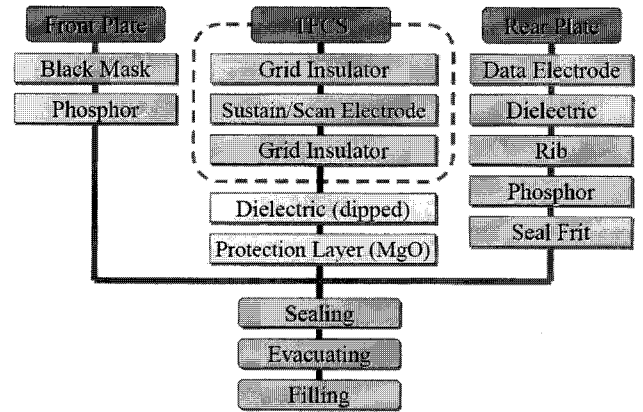 Front Plate
Black Mask
Phosphor
TFCS
Grid Insulator
Sustain/Scan Electrode
Grid Insulator
Dielectric (dipped)
Protection Layer (MgO)
Rear Plate
Data Electrode
Dielectric
Rib
Phosphor
Seal Frit
Sealing
Evacuating
Filling